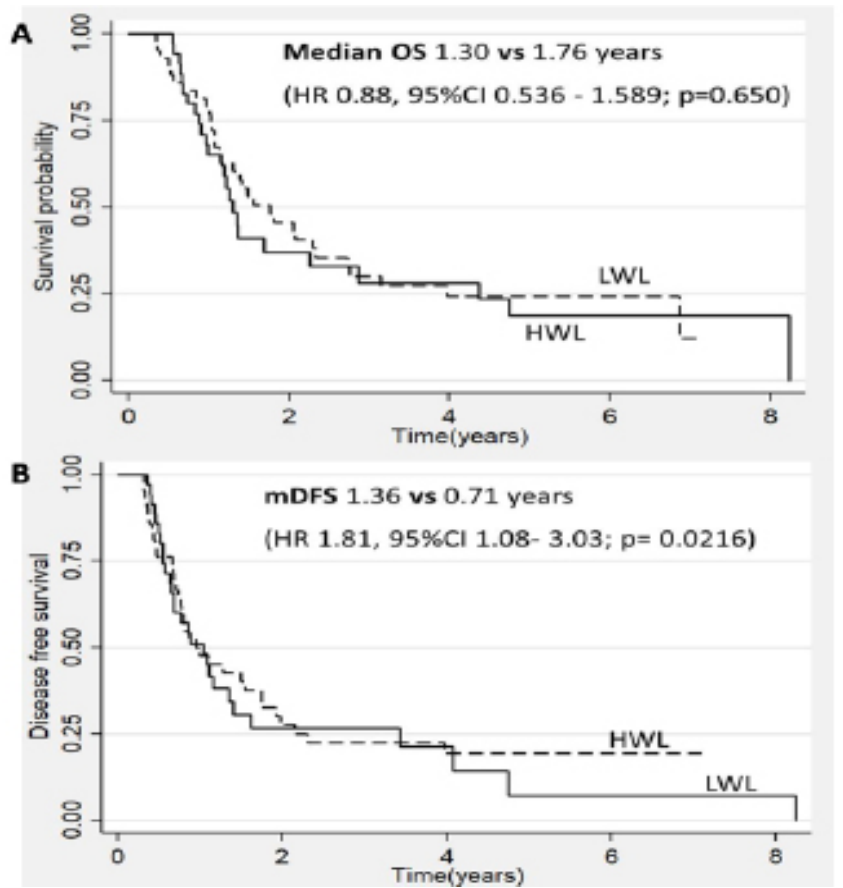 A
Median OS 1.30 vs 1.76 years
(HR 0.88, 95%CI 0.536 - 1.589; p=0.650)
Survival probability
1.00
0.75
0.50
0.25
0.00
LWL
HWL
0 2 4 6 8
Time(years)
B
mDFS 1.36 vs 0.71 years
(HR 1.81, 95%CI 1.08- 3.03; p= 0.0216)
Disease free survival
1.00
0.75
0.50
0.25
0.00
HWL
LWL
0 2 4 6 8
Time(years)